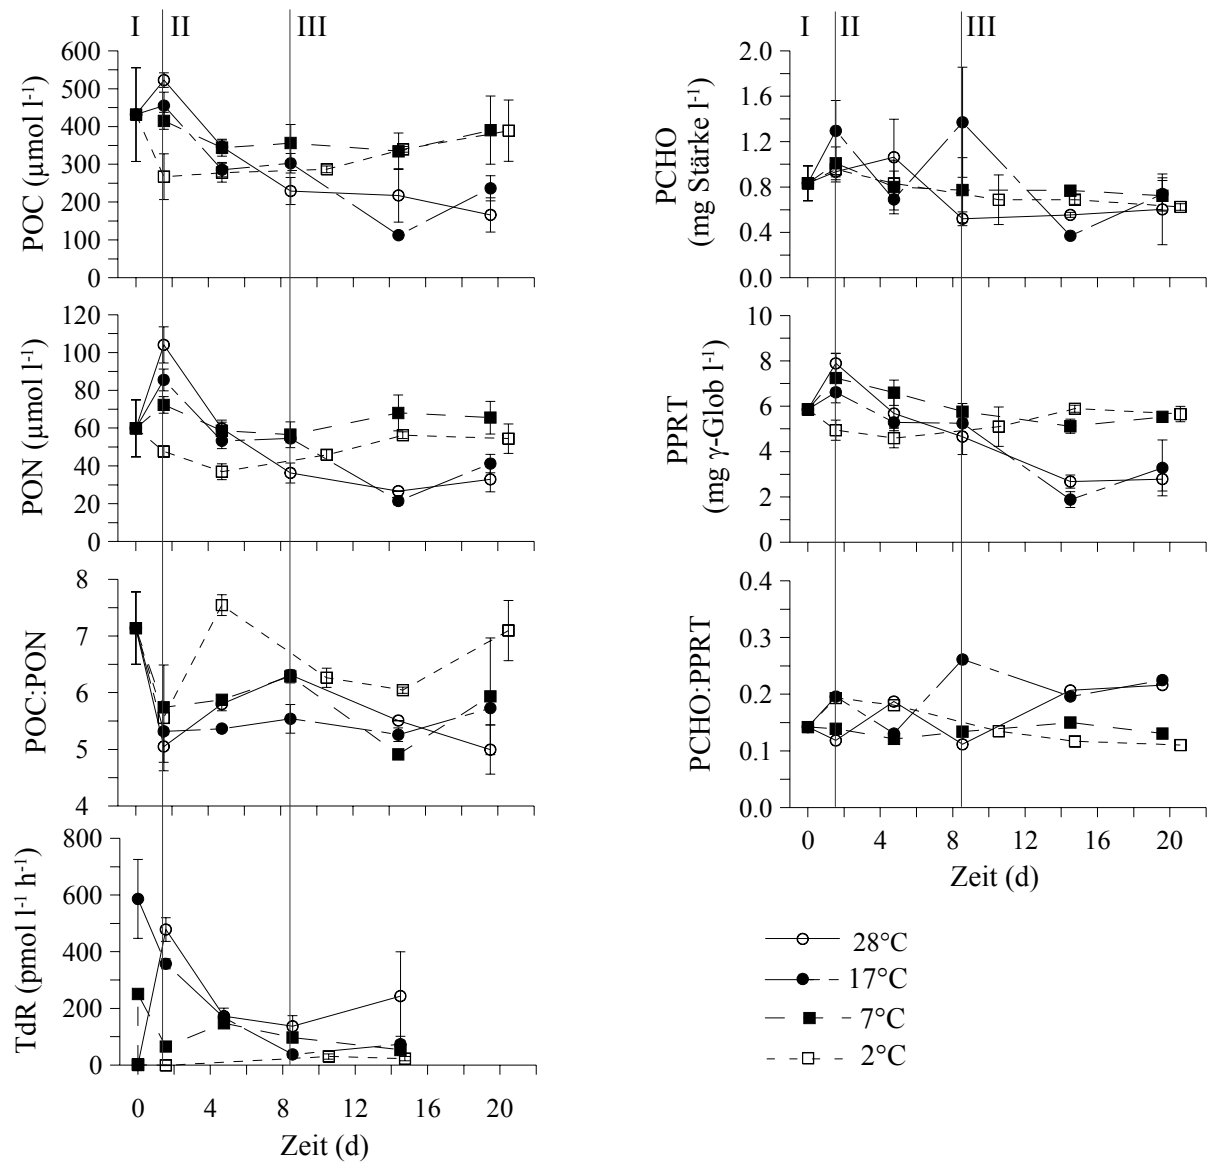 I II III
POC (µmol l⁻¹)
600
500
400
300
200
100
0
PON (µmol l⁻¹)
120
100
80
60
40
20
0
POC:PON
8
7
6
5
4
TdR (pmol l⁻¹ h⁻¹)
800
600
400
200
0
0 4 8 12 16 20
Zeit (d)
I II III
PCHO
(mg Stärke l⁻¹)
2.0
1.6
1.2
0.8
0.4
0.0
PPRT
(mg γ-Glob l⁻¹)
10
8
6
4
2
0
PCHO:PPRT
0.4
0.3
0.2
0.1
0.0
0 4 8 12 16 20
Zeit (d)
28°C
17°C
7°C
2°C